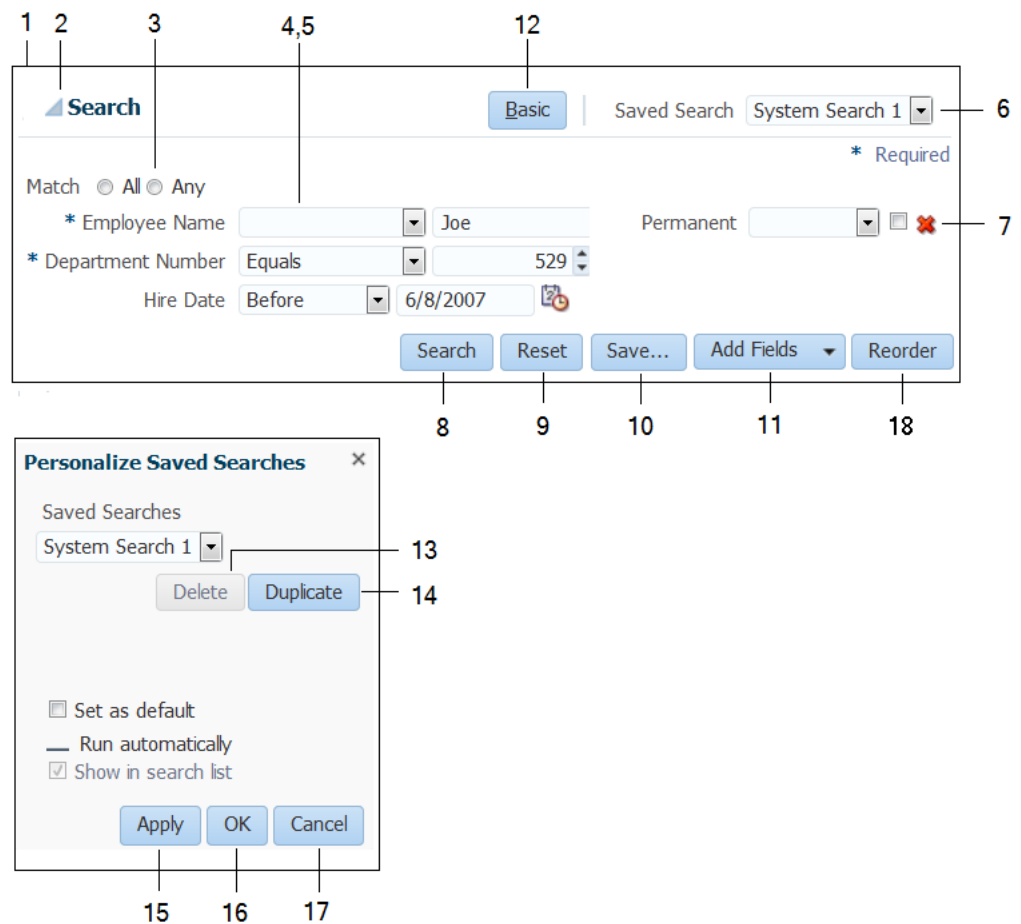 1 2 3 4,5 12
Search Basic Saved Search System Search 1 6
* Required
Match All Any
* Employee Name Joe Permanent 7
* Department Number Equals 529
Hire Date Before 6/8/2007
Search Reset Save... Add Fields Reorder
8 9 10 11 18
Personalize Saved Searches ×
Saved Searches
System Search 1 13
Delete Duplicate 14
Set as default
Run automatically
Show in search list
Apply OK Cancel
15 16 17